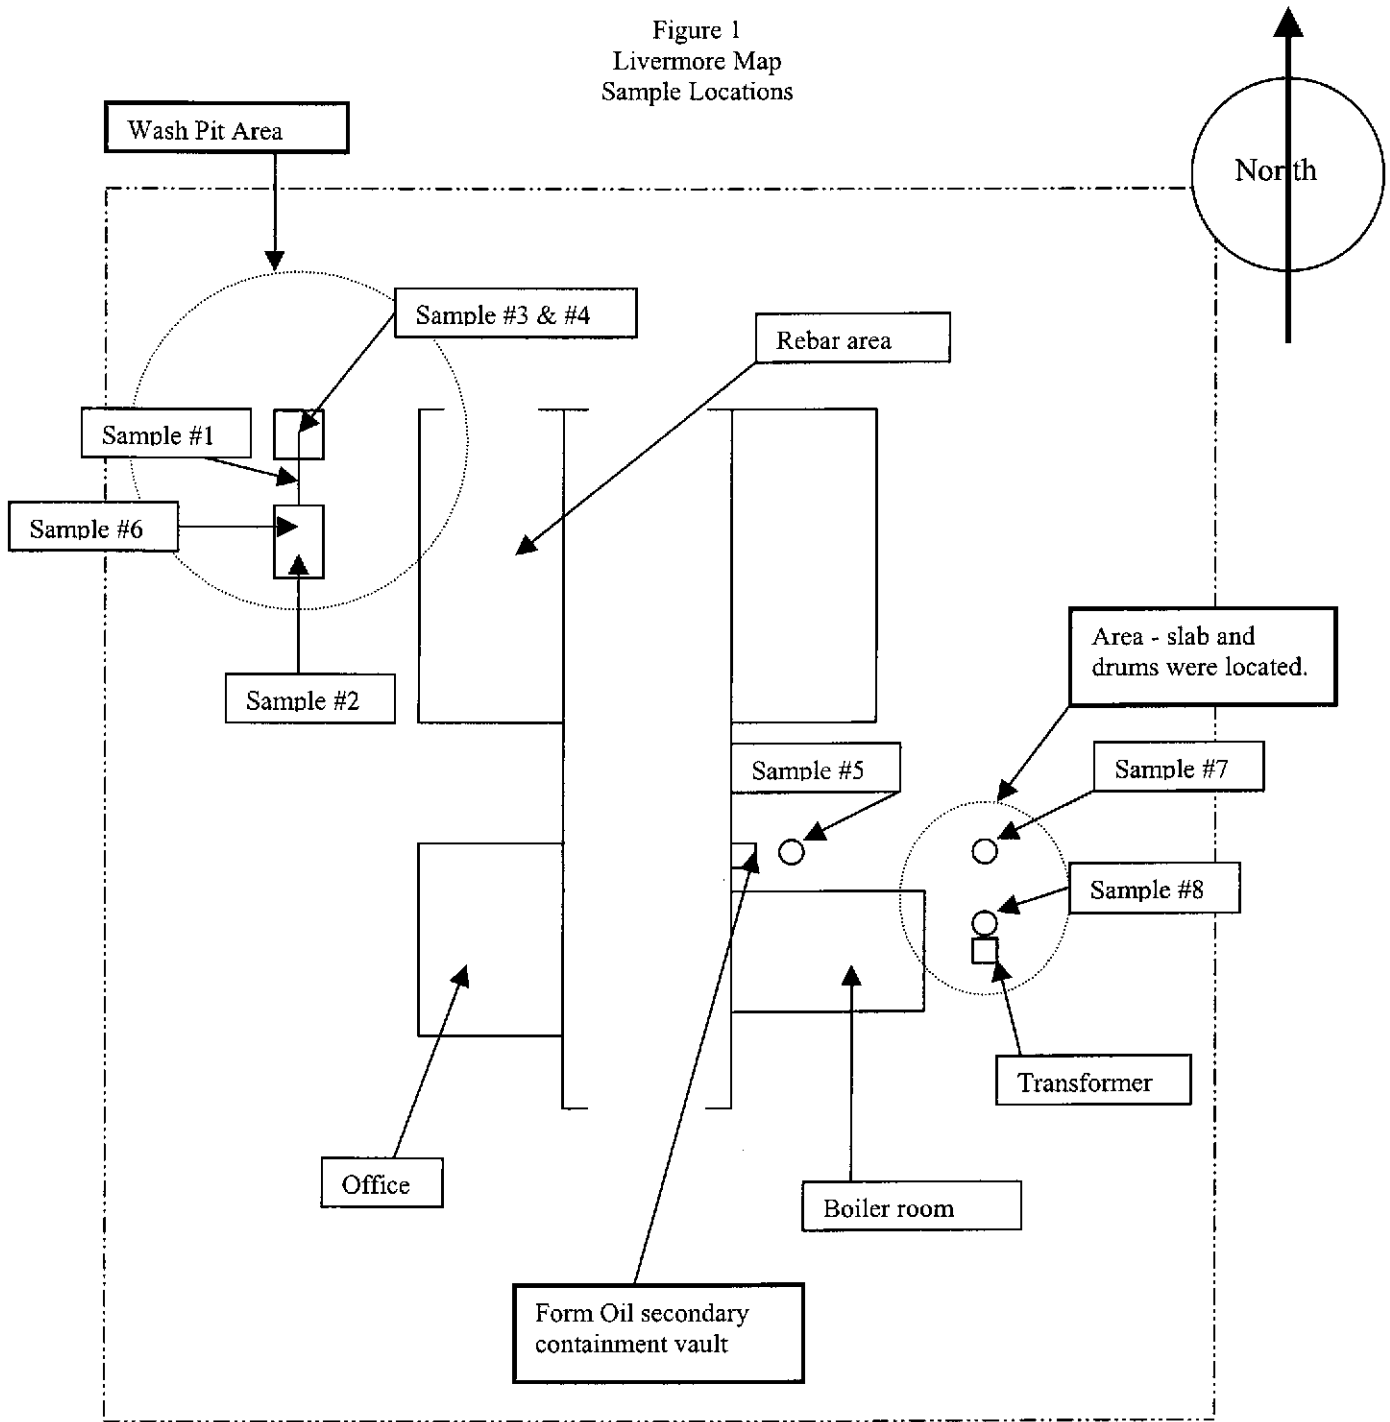 Figure 1
Livermore Map
Sample Locations
Wash Pit Area
North
Sample #3 & #4
Rebar area
Sample #1
Sample #6
Area - slab and
drums were located.
Sample #2
Sample #5
Sample #7
Sample #8
Transformer
Office
Boiler room
Form Oil secondary
containment vault